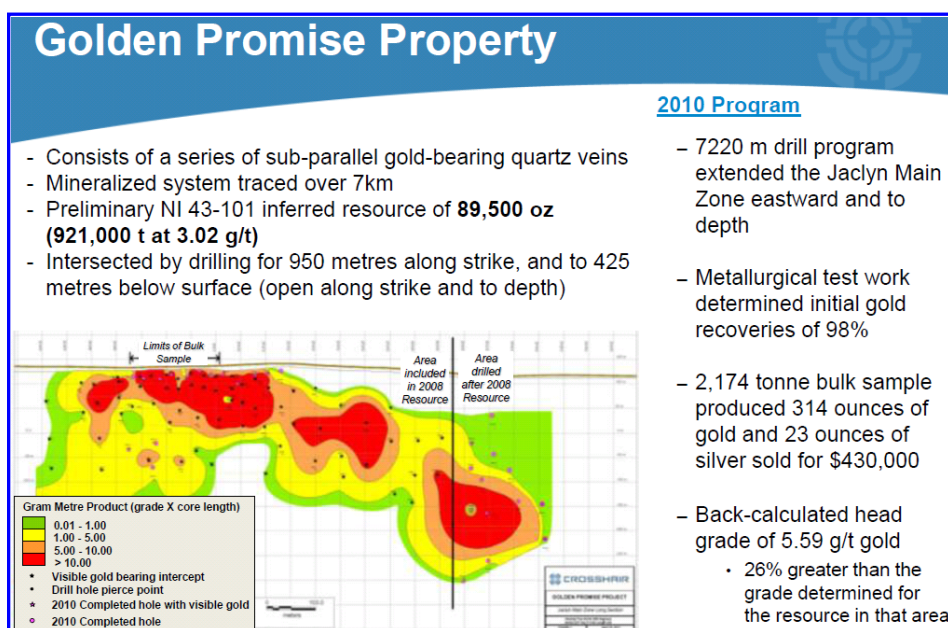 Golden Promise Property
- Consists of a series of sub-parallel gold-bearing quartz veins
- Mineralized system traced over 7km
- Preliminary NI 43-101 inferred resource of 89,500 oz
(921,000 t at 3.02 g/t)
- Intersected by drilling for 950 metres along strike, and to 425
metres below surface (open along strike and to depth)
2010 Program
– 7220 m drill program
extended the Jaclyn Main
Zone eastward and to
depth
– Metallurgical test work
determined initial gold
recoveries of 98%
– 2,174 tonne bulk sample
produced 314 ounces of
gold and 23 ounces of
silver sold for $430,000
– Back-calculated head
grade of 5.59 g/t gold
• 26% greater than the
grade determined for
the resource in that area
Limits of Bulk
Sample
Area
included
in 2008
Resource
Area
drilled
after 2008
Resource
Gram Metre Product (grade X core length)
0.01 - 1.00
1.00 - 5.00
5.00 - 10.00
> 10.00
Visible gold bearing intercept
Drill hole pierce point
2010 Completed hole with visible gold
2010 Completed hole
metres
CROSSHAIR
GOLDEN PROMISE PROJECT